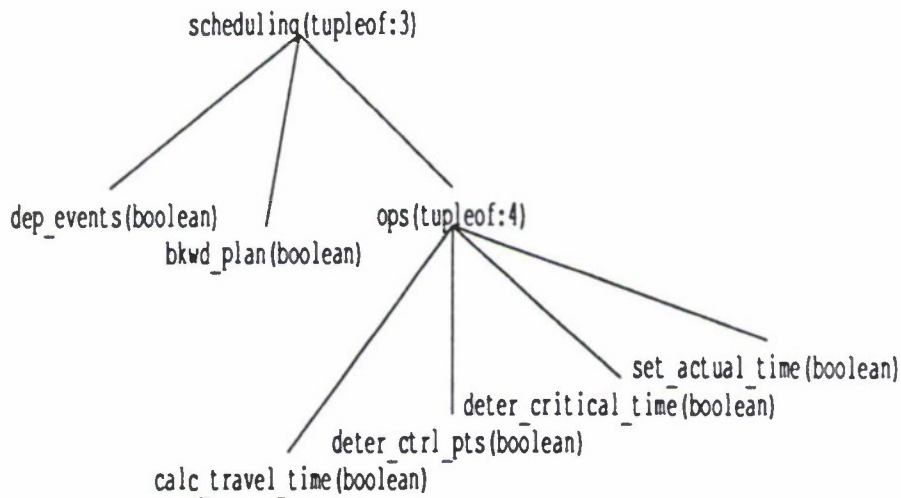 scheduling(tupleof:3)
dep_events(boolean)
bkwd_plan(boolean)
ops(tupleof:4)
set_actual_time(boolean)
deter_critical_time(boolean)
deter_ctrl_pts(boolean)
calc_travel_time(boolean)